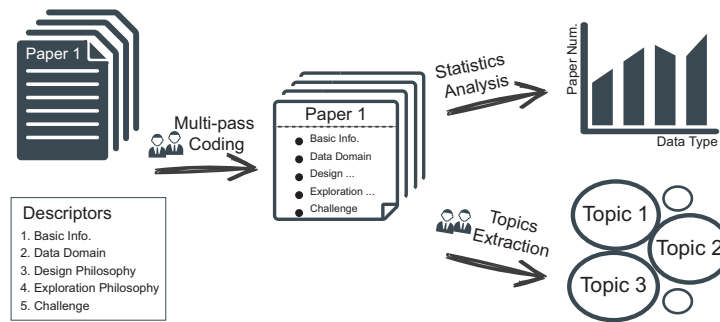 Paper 1
Multi-pass
Coding
Descriptors
1. Basic Info.
2. Data Domain
3. Design Philosophy
4. Exploration Philosophy
5. Challenge
Paper 1
Basic Info.
Data Domain
Design ...
Exploration ...
Challenge
Statistics
Analysis
Paper Num.
Data Type
Topics
Extraction
Topic 1
Topic 2
Topic 3